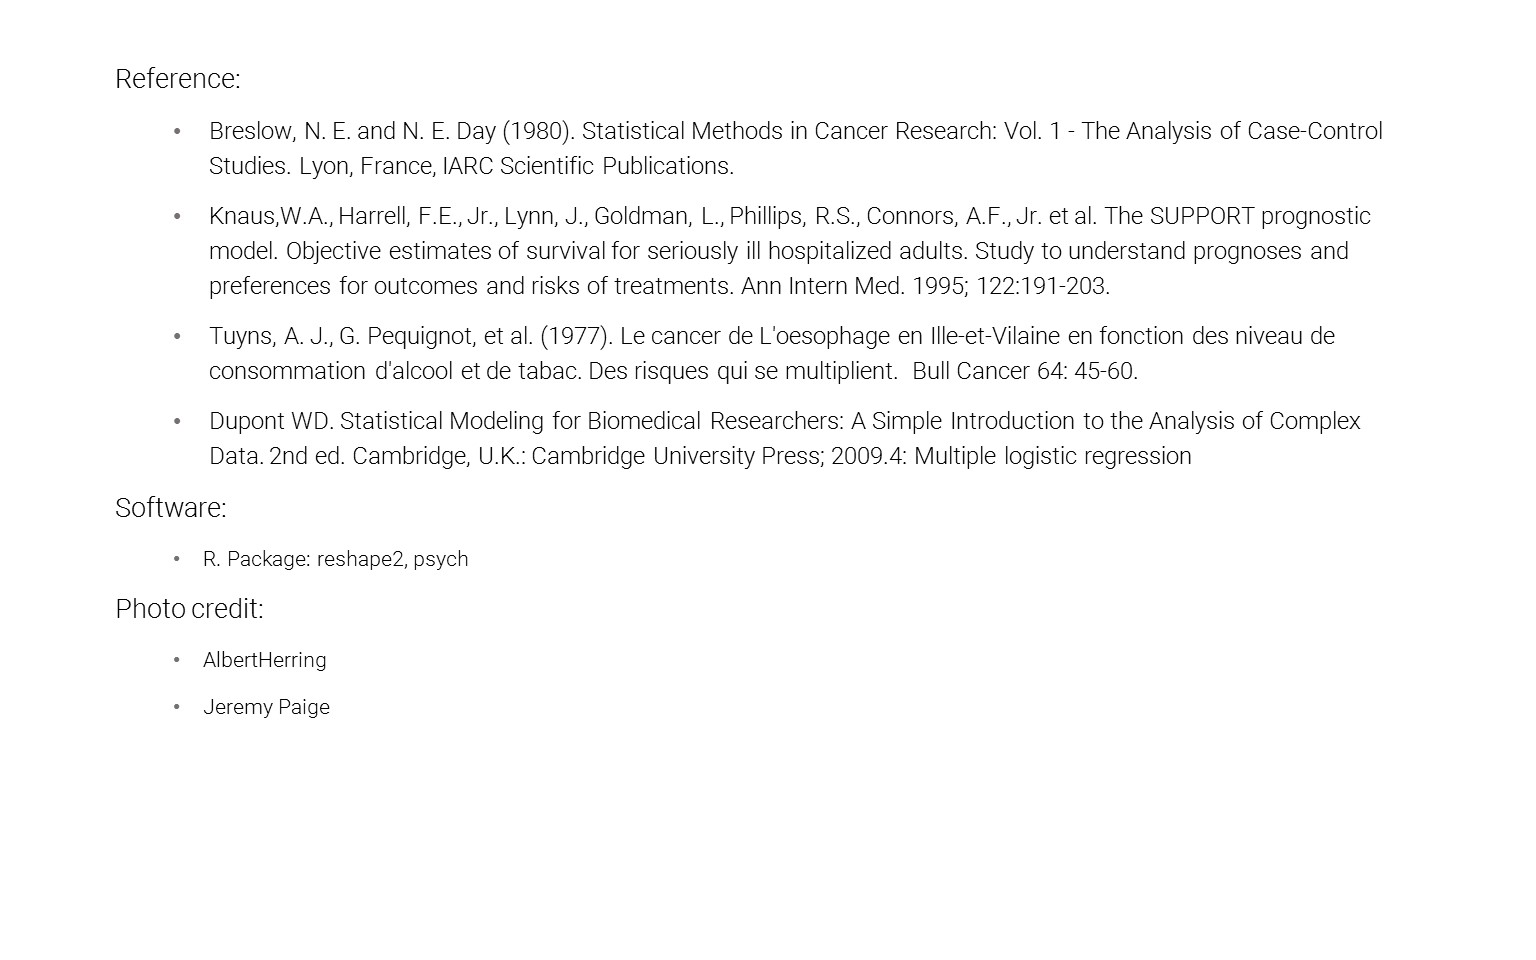 Reference:
• Breslow, N. E. and N. E. Day (1980). Statistical Methods in Cancer Research: Vol. 1 - The Analysis of Case-Control
Studies. Lyon, France, IARC Scientific Publications.
• Knaus,W.A., Harrell, F.E., Jr., Lynn, J., Goldman, L., Phillips, R.S., Connors, A.F., Jr. et al. The SUPPORT prognostic
model. Objective estimates of survival for seriously ill hospitalized adults. Study to understand prognoses and
preferences for outcomes and risks of treatments. Ann Intern Med. 1995; 122:191-203.
• Tuyns, A. J., G. Pequignot, et al. (1977). Le cancer de L'oesophage en Ille-et-Vilaine en fonction des niveau de
consommation d'alcool et de tabac. Des risques qui se multiplient.  Bull Cancer 64: 45-60.
• Dupont WD. Statistical Modeling for Biomedical Researchers: A Simple Introduction to the Analysis of Complex
Data. 2nd ed. Cambridge, U.K.: Cambridge University Press; 2009.4: Multiple logistic regression
Software:
• R. Package: reshape2, psych
Photo credit:
• AlbertHerring
• Jeremy Paige